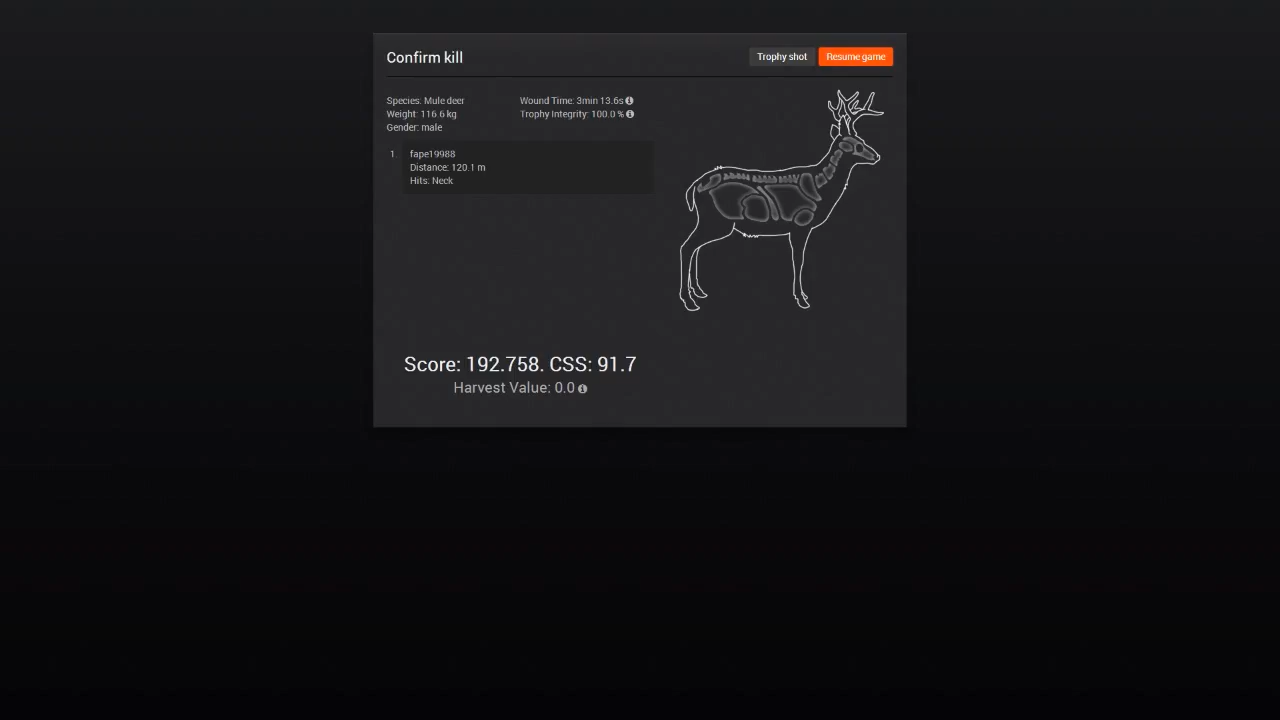 Confirm kill
Trophy shot
Resume game
Species: Mule deer
Weight: 116.6 kg
Gender: male
Wound Time: 3min 13.6s
Trophy Integrity: 100.0 %
1. fape19988
Distance: 120.1 m
Hits: Neck
Score: 192.758. CSS: 91.7
Harvest Value: 0.0